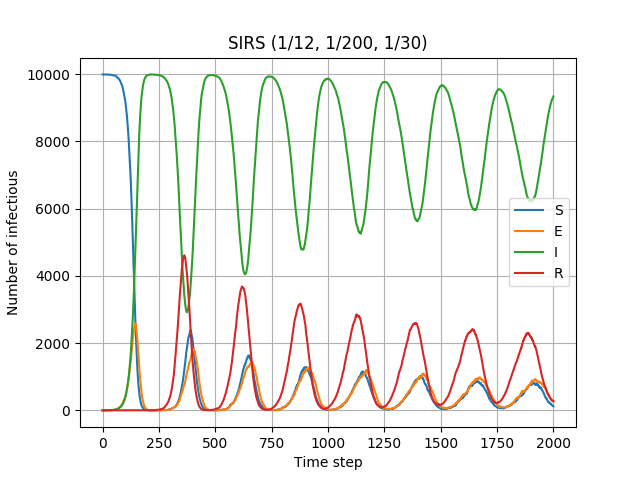 SIRS (1/12, 1/200, 1/30)
Number of infectious
10000
8000
6000
4000
2000
0
S
E
I
R
0 250 500 750 1000 1250 1500 1750 2000
Time step